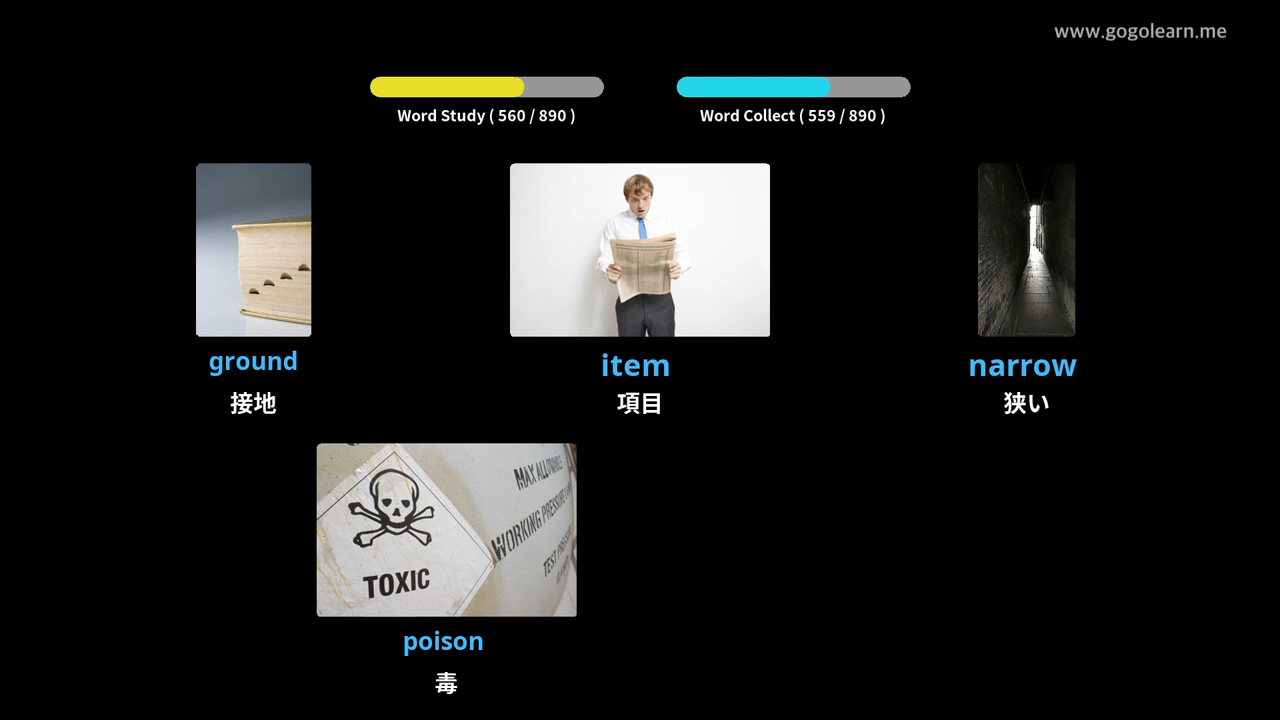 www.gogolearn.me
Word Study ( 560 / 890 )
Word Collect ( 559 / 890 )
ground
接地
item
項目
narrow
狭い
TOXIC
MAX ALLOWABLE
WORKING PRESSURE
poison
毒